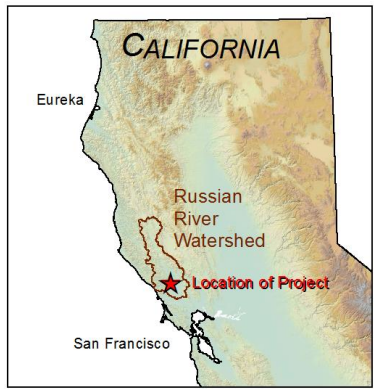 CALIFORNIA
Eureka
Russian
River
Watershed
Location of Project
San Francisco